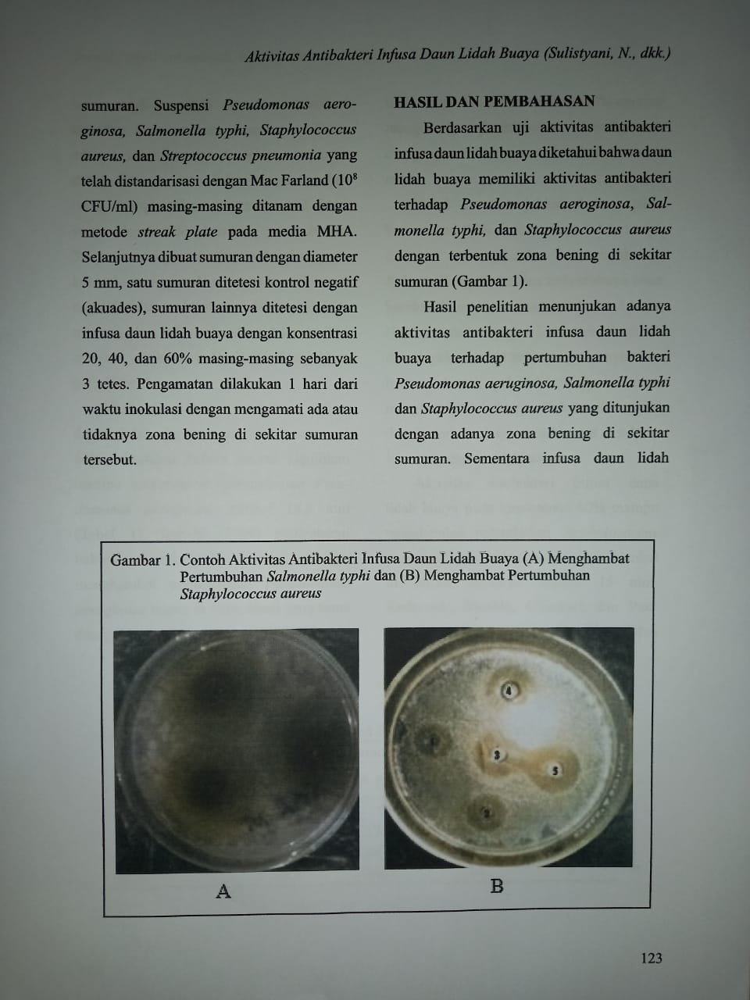 Aktivitas Antibakteri Infusa Daun Lidah Buaya (Sulistyani, N., dkk.)
sumuran. Suspensi Pseudomonas aero-
ginosa, Salmonella typhi, Staphylococcus
aureus, dan Streptococcus pneumonia yang
telah distandarisasi dengan Mac Farland (10⁸
CFU/ml) masing-masing ditanam dengan
metode streak plate pada media MHA.
Selanjutnya dibuat sumuran dengan diameter
5 mm, satu sumuran ditetesi kontrol negatif
(akuades), sumuran lainnya ditetesi dengan
infusa daun lidah buaya dengan konsentrasi
20, 40, dan 60% masing-masing sebanyak
3 tetes. Pengamatan dilakukan 1 hari dari
waktu inokulasi dengan mengamati ada atau
tidaknya zona bening di sekitar sumuran
tersebut.
HASIL DAN PEMBAHASAN
Berdasarkan uji aktivitas antibakteri
infusa daun lidah buaya diketahui bahwa daun
lidah buaya memiliki aktivitas antibakteri
terhadap Pseudomonas aeroginosa, Sal-
monella typhi, dan Staphylococcus aureus
dengan terbentuk zona bening di sekitar
sumuran (Gambar 1).
Hasil penelitian menunjukan adanya
aktivitas antibakteri infusa daun lidah
buaya terhadap pertumbuhan bakteri
Pseudomonas aeruginosa, Salmonella typhi
dan Staphylococcus aureus yang ditunjukan
dengan adanya zona bening di sekitar
sumuran. Sementara infusa daun lidah
Gambar 1. Contoh Aktivitas Antibakteri Infusa Daun Lidah Buaya (A) Menghambat
Pertumbuhan Salmonella typhi dan (B) Menghambat Pertumbuhan
Staphylococcus aureus
4
3
5
2
A
B
123